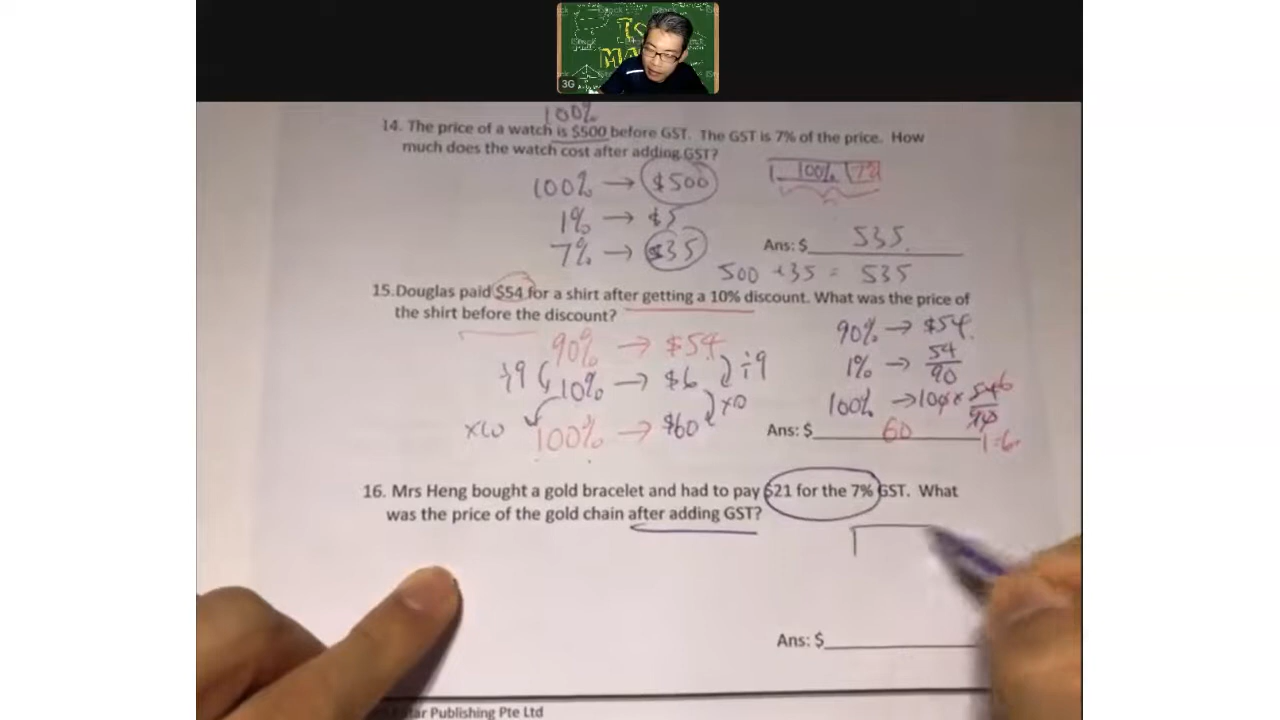 3G
100%
14. The price of a watch is $500 before GST. The GST is 7% of the price. How
much does the watch cost after adding GST?
100% 7%
100% → $500
1% → $5
7% → $35
Ans: $ 535
500 + 35 = 535
15.Douglas paid $54 for a shirt after getting a 10% discount. What was the price of
the shirt before the discount?
90% → $54
÷9 10% → $6 ÷9
×10 100% → $60 ×10
90% → $54
1% → 54/90
100% → 100 × 54/90 6
Ans: $ 60
16. Mrs Heng bought a gold bracelet and had to pay $21 for the 7% GST. What
was the price of the gold chain after adding GST?
Ans: $
Publishing Pte Ltd